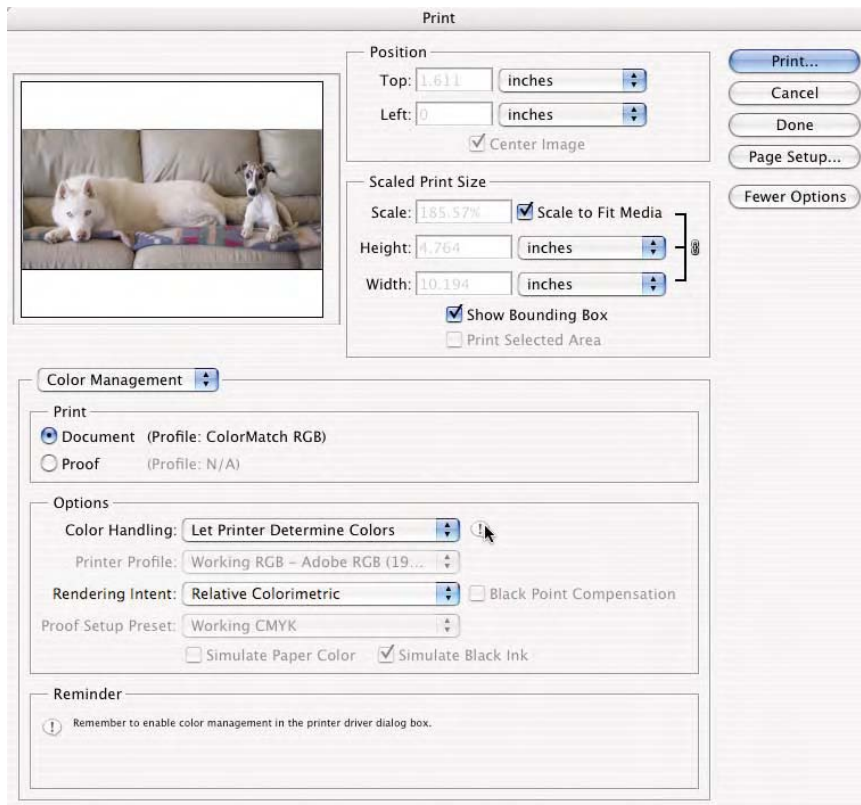 Print
Position
Top: 1.611 inches
Left: 0 inches
Center Image
Scaled Print Size
Scale: 185.57% Scale to Fit Media
Height: 4.764 inches
Width: 10.194 inches
Show Bounding Box
Print Selected Area
Print...
Cancel
Done
Page Setup...
Fewer Options
Color Management
Print
Document (Profile: ColorMatch RGB)
Proof (Profile: N/A)
Options
Color Handling: Let Printer Determine Colors
Printer Profile: Working RGB – Adobe RGB (19...
Rendering Intent: Relative Colorimetric Black Point Compensation
Proof Setup Preset: Working CMYK
Simulate Paper Color Simulate Black Ink
Reminder
Remember to enable color management in the printer driver dialog box.